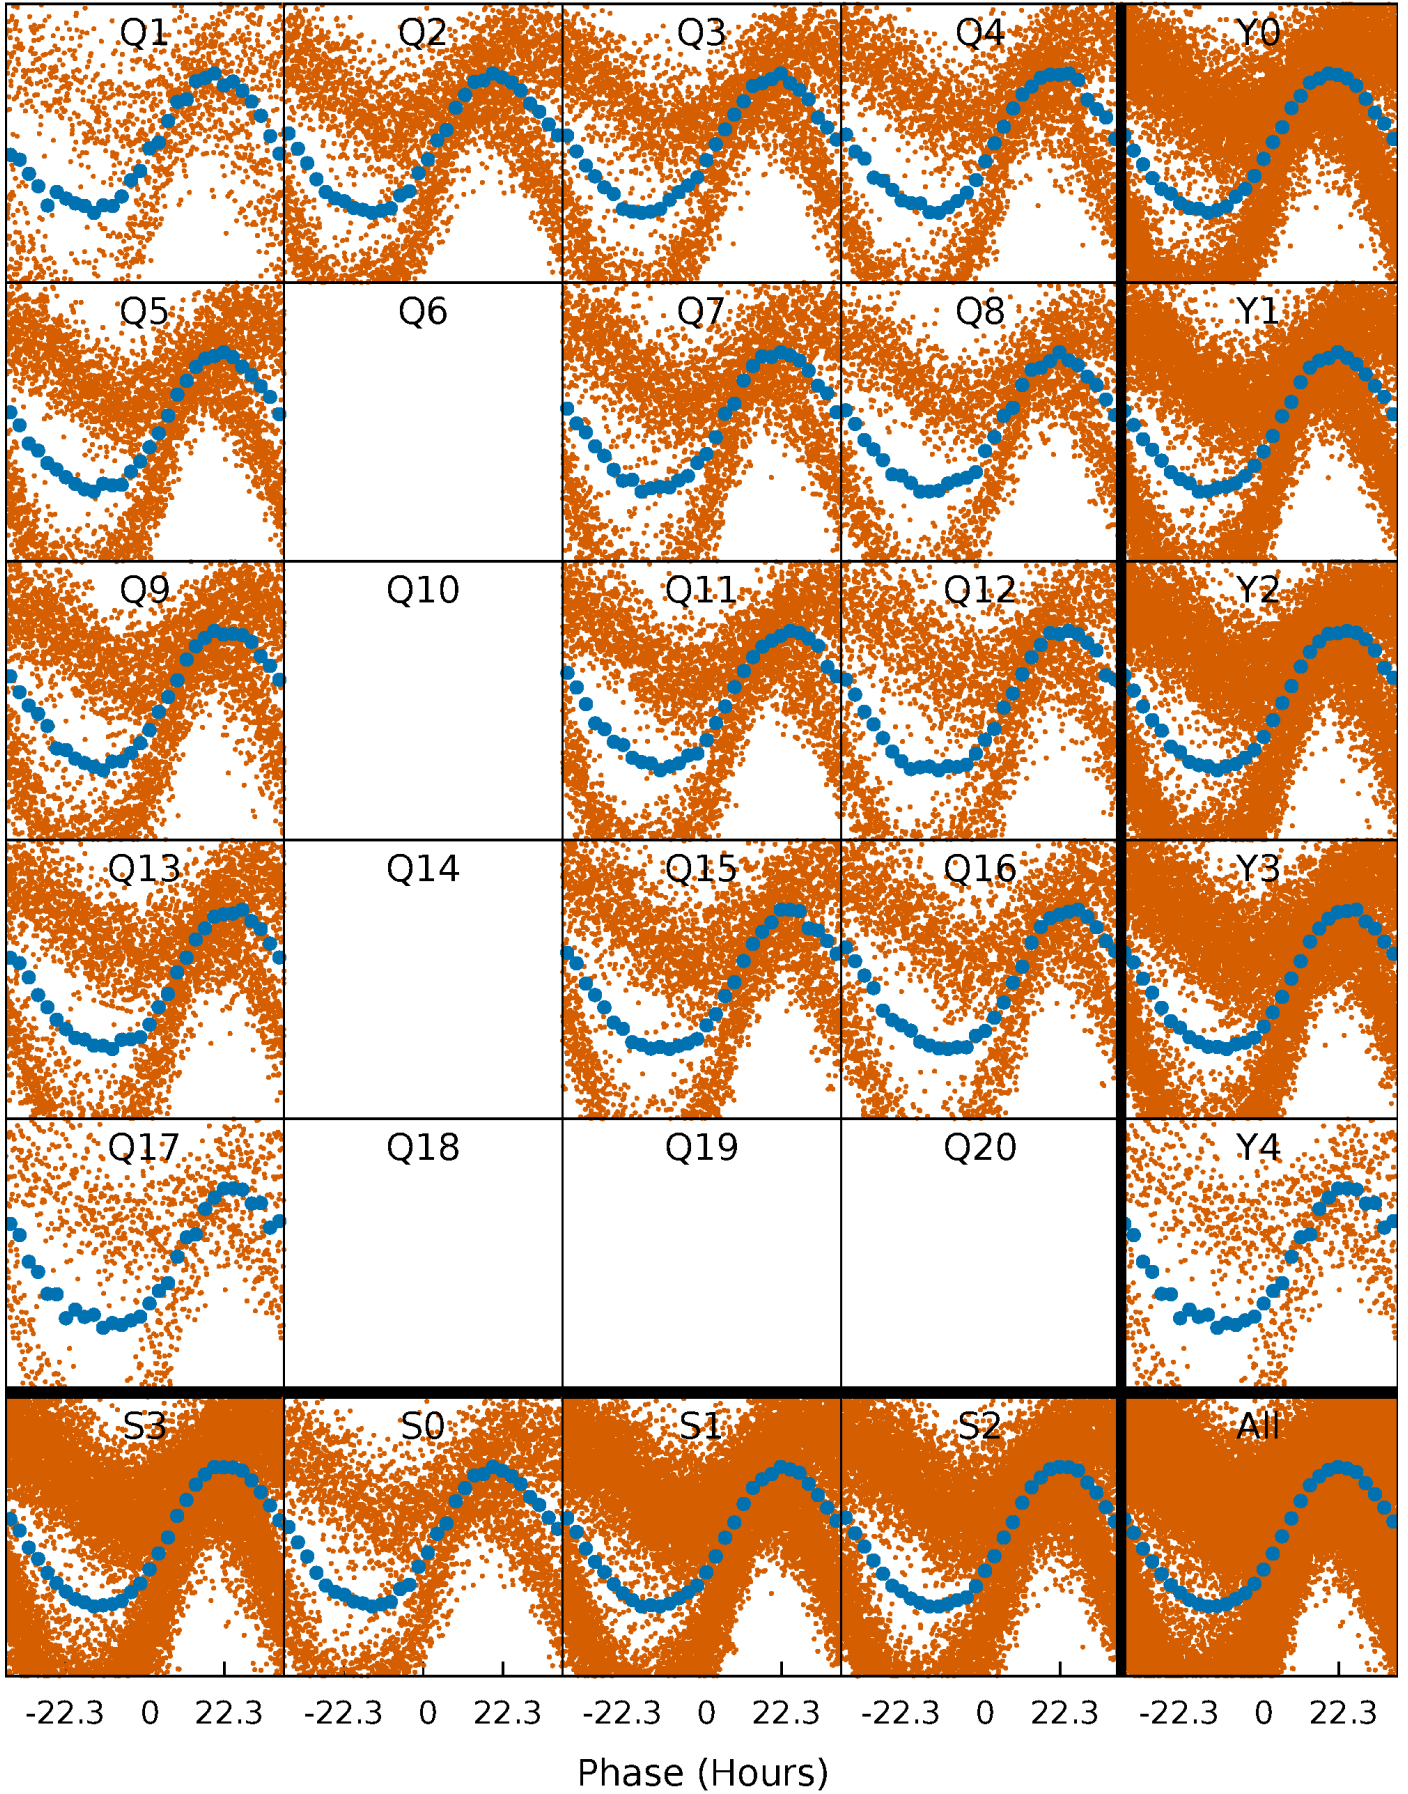 Q1 Q2 Q3 Q4 Y0
Q5 Q6 Q7 Q8 Y1
Q9 Q10 Q11 Q12 Y2
Q13 Q14 Q15 Q16 Y3
Q17 Q18 Q19 Q20 Y4
S3 S0 S1 S2 All
-22.3 0 22.3 -22.3 0 22.3 -22.3 0 22.3 -22.3 0 22.3 -22.3 0 22.3
Phase (Hours)